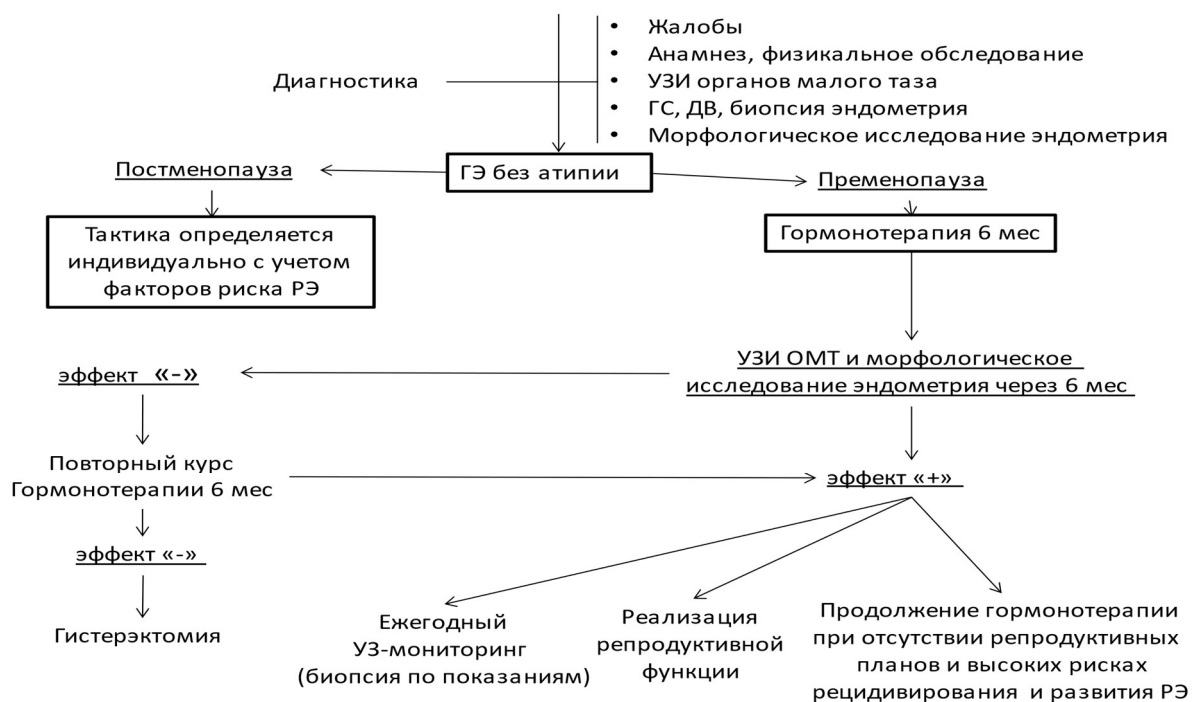 • Жалобы
• Анамнез, физикальное обследование
Диагностика
• УЗИ органов малого таза
• ГС, ДВ, биопсия эндометрия
• Морфологическое исследование эндометрия
Постменопауза
ГЭ без атипии
Пременопауза
Тактика определяется
индивидуально с учетом
факторов риска РЭ
Гормонотерапия 6 мес
УЗИ ОМТ и морфологическое
исследование эндометрия через 6 мес
эффект «-»
Повторный курс
Гормонотерапии 6 мес
эффект «+»
эффект «-»
Гистерэктомия
Ежегодный
УЗ-мониторинг
(биопсия по показаниям)
Реализация
репродуктивной
функции
Продолжение гормонотерапии
при отсутствии репродуктивных
планов и высоких рисках
рецидивирования и развития РЭ